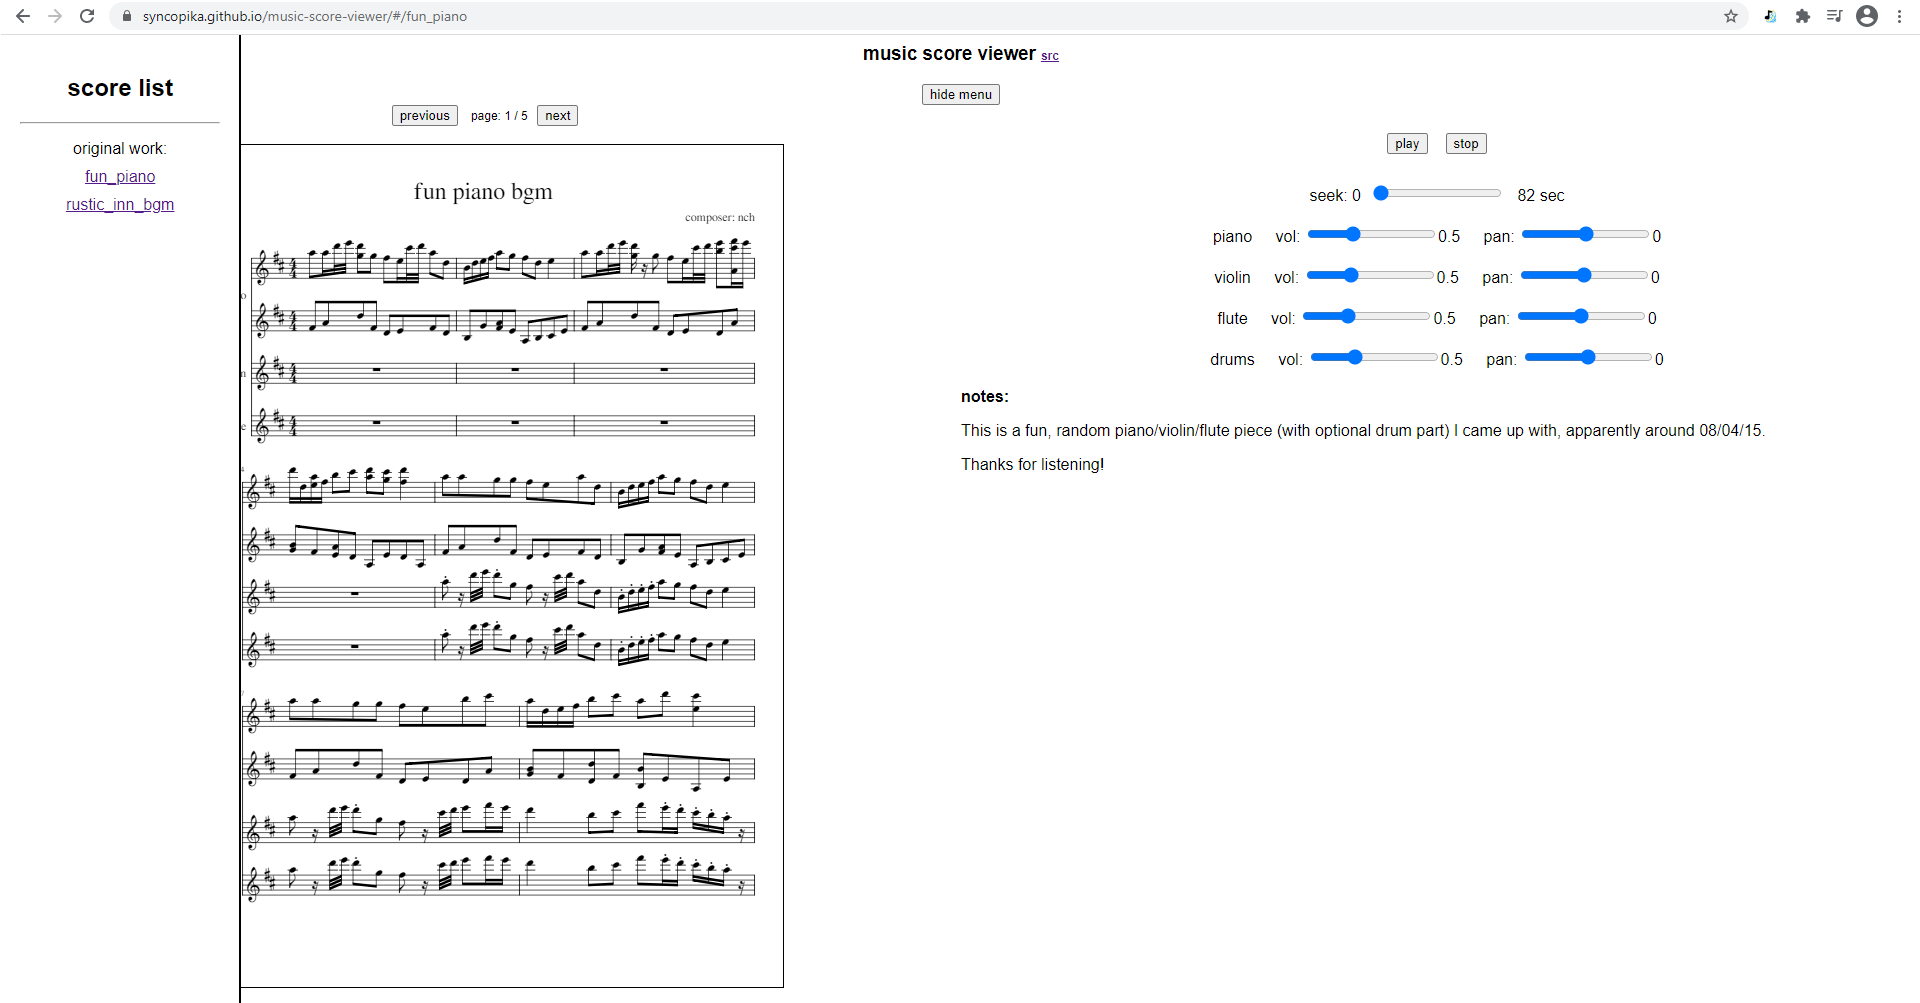 syncopika.github.io/music-score-viewer/#/fun_piano
music score viewer src
hide menu
score list
original work:
fun_piano
rustic_inn_bgm
previous page: 1 / 5 next
fun piano bgm
composer: nch
o
n
e
4
7
play stop
seek: 0 82 sec
piano vol: 0.5 pan: 0
violin vol: 0.5 pan: 0
flute vol: 0.5 pan: 0
drums vol: 0.5 pan: 0
notes:
This is a fun, random piano/violin/flute piece (with optional drum part) I came up with, apparently around 08/04/15.
Thanks for listening!